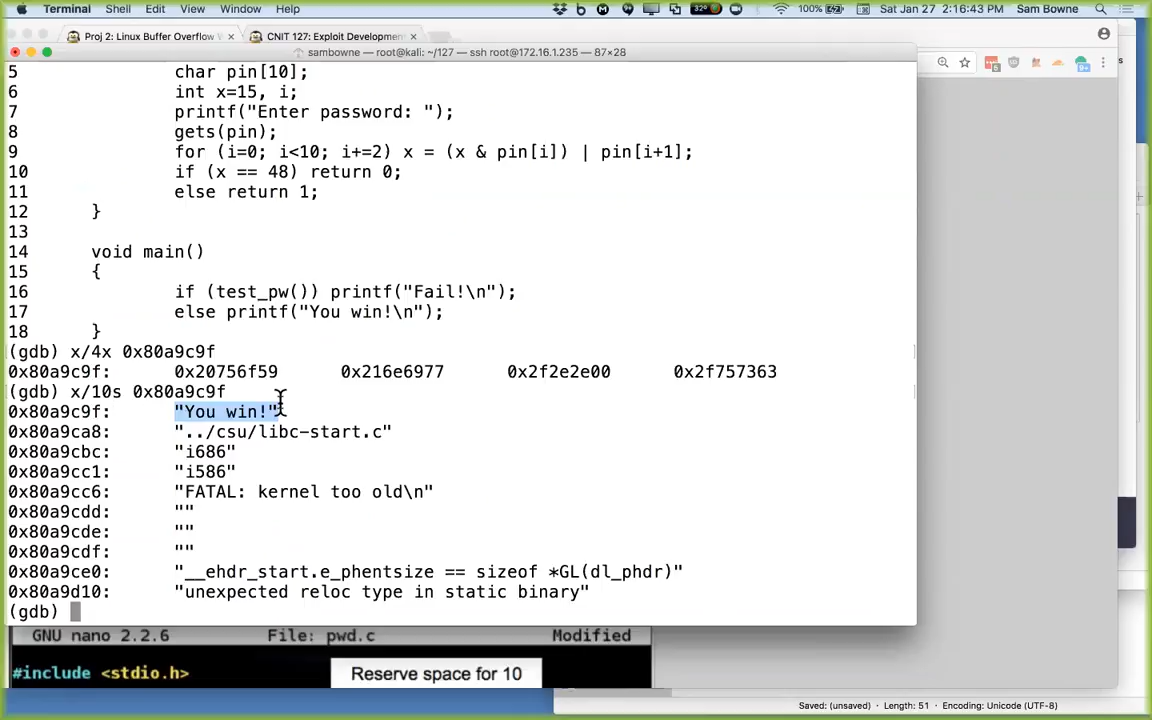 Terminal Shell Edit View Window Help 32° 100% Sat Jan 27 2:16:43 PM Sam Bowne
Proj 2: Linux Buffer Overflow × CNIT 127: Exploit Developmen ×
sambowne — root@kali: ~/127 — ssh root@172.16.1.235 — 87×28
5 char pin[10];
6 int x=15, i;
7 printf("Enter password: ");
8 gets(pin);
9 for (i=0; i<10; i+=2) x = (x & pin[i]) | pin[i+1];
10 if (x == 48) return 0;
11 else return 1;
12 }
13
14 void main()
15 {
16 if (test_pw()) printf("Fail!\n");
17 else printf("You win!\n");
18 }
(gdb) x/4x 0x80a9c9f
0x80a9c9f: 0x20756f59 0x216e6977 0x2f2e2e00 0x2f757363
(gdb) x/10s 0x80a9c9f
0x80a9c9f: "You win!"
0x80a9ca8: "../csu/libc-start.c"
0x80a9cbc: "i686"
0x80a9cc1: "i586"
0x80a9cc6: "FATAL: kernel too old\n"
0x80a9cdd: ""
0x80a9cde: ""
0x80a9cdf: ""
0x80a9ce0: "__ehdr_start.e_phentsize == sizeof *GL(dl_phdr)"
0x80a9d10: "unexpected reloc type in static binary"
(gdb)
GNU nano 2.2.6 File: pwd.c Modified
#include <stdio.h>
Reserve space for 10
Saved: (unsaved) Length: 51 Encoding: Unicode (UTF-8)